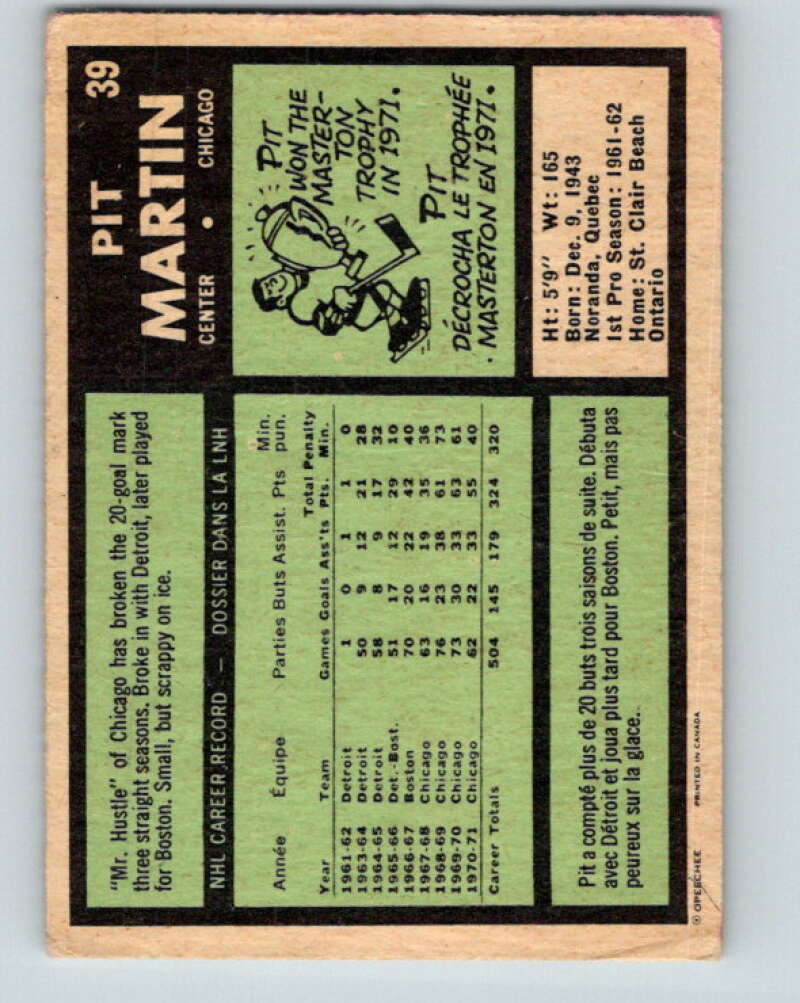 39
PIT
MARTIN
CENTER • CHICAGO
"Mr. Hustle" of Chicago has broken the 20-goal mark
three straight seasons. Broke in with Detroit, later played
for Boston. Small, but scrappy on ice.
PIT
WON THE
MASTER-
TON
TROPHY
IN 1971.
PIT
DÉCROCHA LE TROPHÉE
MASTERTON EN 1971.
NHL CAREER RECORD — DOSSIER DANS LA LNH
Année Équipe Parties Buts Assist. Pts Min. pun.
Year Team Games Goals Ass'ts Total Pts. Penalty Min.
1961-62 Detroit 1 0 1 1 0
1963-64 Detroit 50 9 12 21 28
1964-65 Detroit 58 8 9 17 32
1965-66 Det.-Bost. 51 17 12 29 10
1966-67 Boston 70 20 22 42 40
1967-68 Chicago 63 16 19 35 36
1968-69 Chicago 76 23 38 61 73
1969-70 Chicago 73 30 33 63 61
1970-71 Chicago 62 22 33 55 40
Career Totals 504 145 179 324 320
Ht: 5'9" Wt: 165
Born: Dec. 9, 1943
Noranda, Quebec
1st Pro Season: 1961-62
Home: St. Clair Beach
Ontario
Pit a compté plus de 20 buts trois saisons de suite. Débuta
avec Détroit et joua plus tard pour Boston. Petit, mais pas
peureux sur la glace.
© OPEECHEE PRINTED IN CANADA